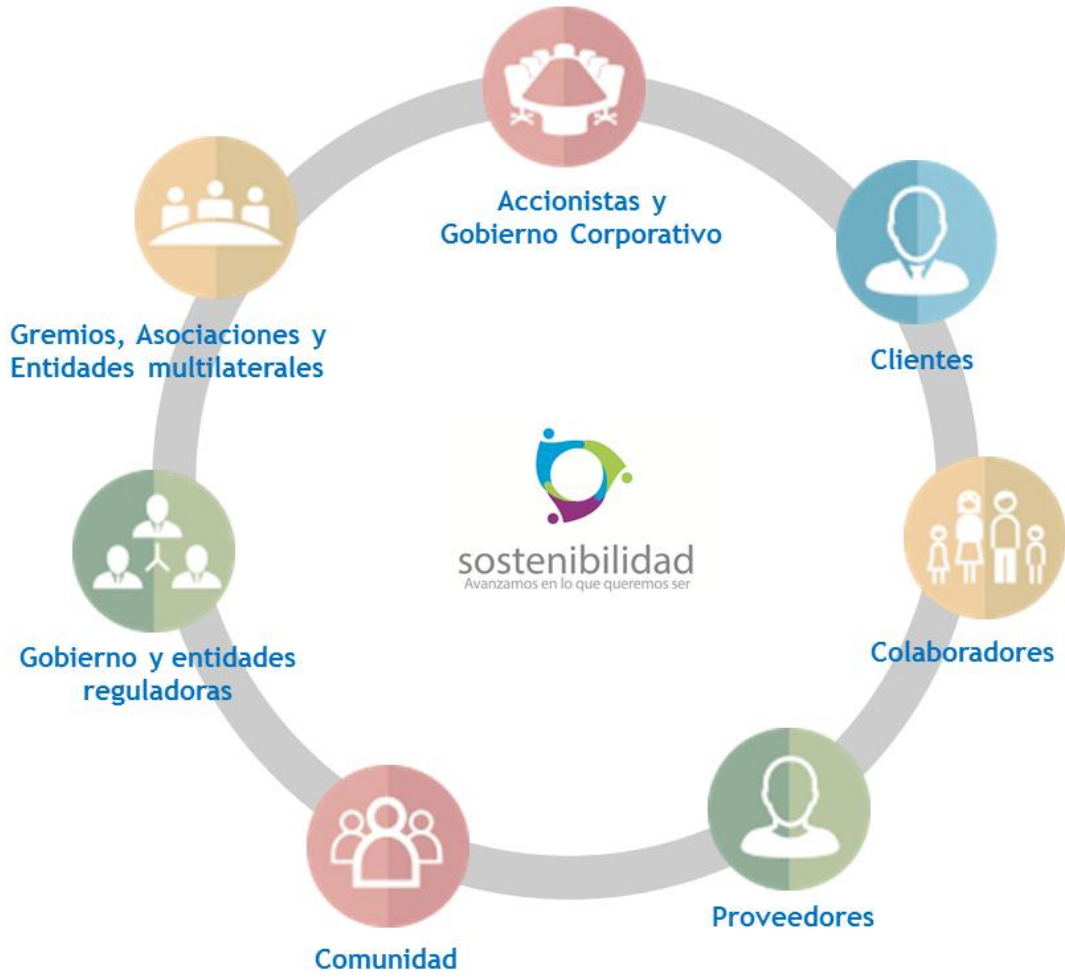 Accionistas y
Gobierno Corporativo
Clientes
Colaboradores
Proveedores
Comunidad
Gobierno y entidades
reguladoras
Gremios, Asociaciones y
Entidades multilaterales
sostenibilidad
Avanzamos en lo que queremos ser